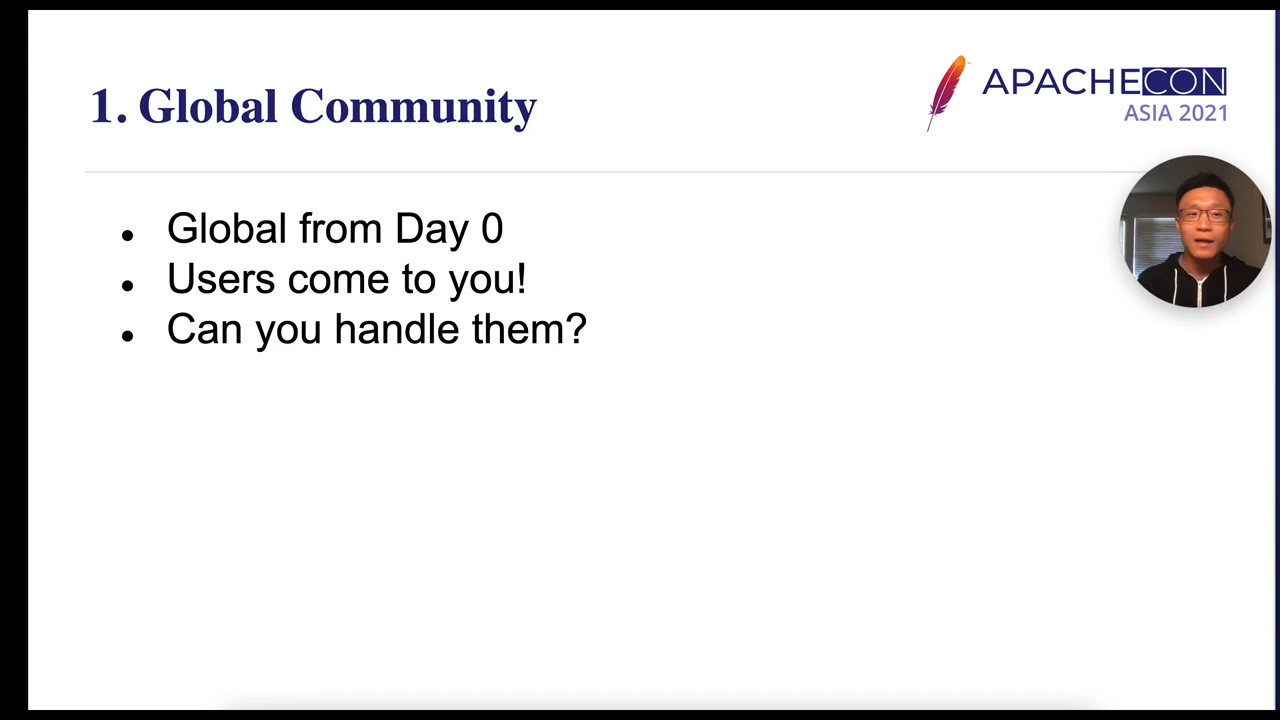 1. Global Community
APACHECON
ASIA 2021
Global from Day 0
Users come to you!
Can you handle them?